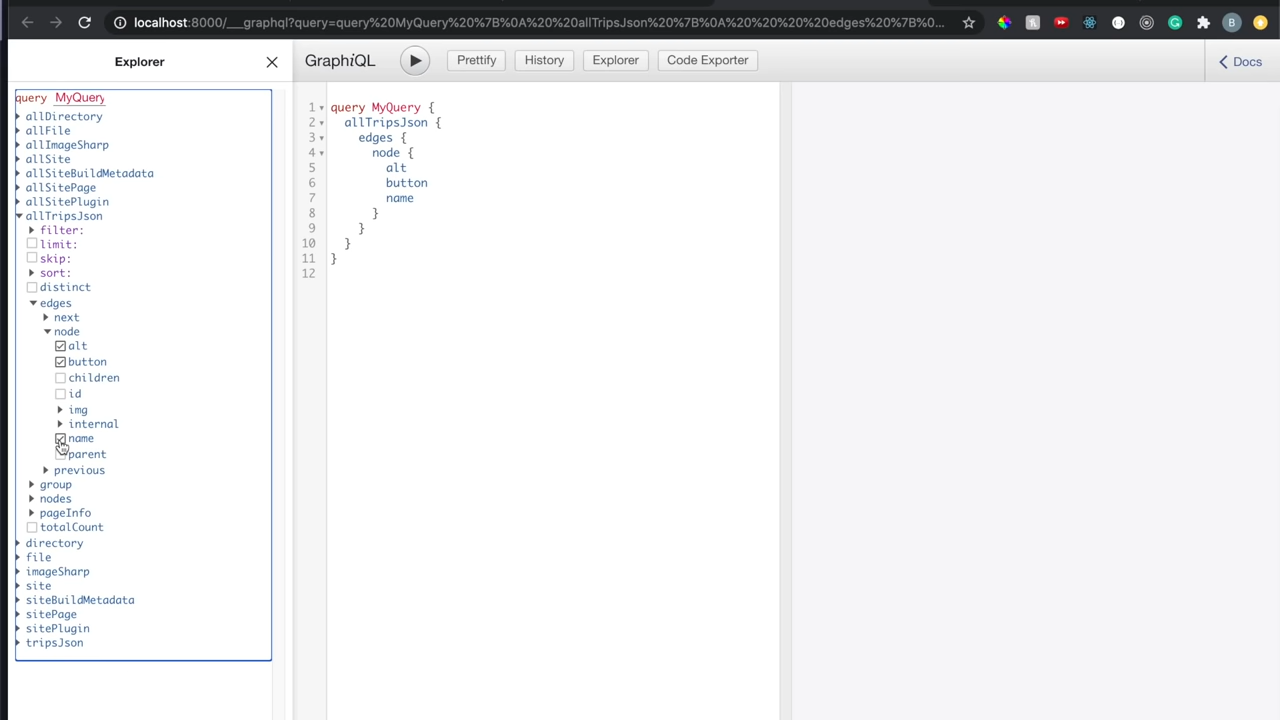 localhost:8000/___graphql?query=query%20MyQuery%20%7B%0A%20%20allTripsJson%20%7B%0A%20%20%20%20edges%20%7B%0...
B
Explorer
GraphiQL
Prettify
History
Explorer
Code Exporter
Docs
query MyQuery
allDirectory
allFile
allImageSharp
allSite
allSiteBuildMetadata
allSitePage
allSitePlugin
allTripsJson
filter:
limit:
skip:
sort:
distinct
edges
next
node
alt
button
children
id
img
internal
name
parent
previous
group
nodes
pageInfo
totalCount
directory
file
imageSharp
site
siteBuildMetadata
sitePage
sitePlugin
tripsJson
1 query MyQuery {
2 allTripsJson {
3 edges {
4 node {
5 alt
6 button
7 name
8 }
9 }
10 }
11 }
12